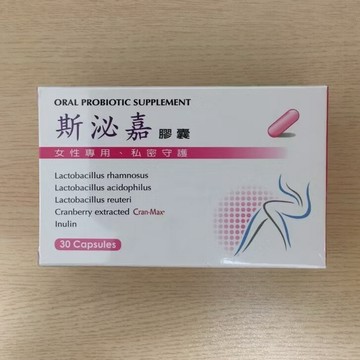 ORAL PROBIOTIC SUPPLEMENT
斯泌嘉 膠囊
女性專用・私密守護
Lactobacillus rhamnosus
Lactobacillus acidophilus
Lactobacillus reuteri
Cranberry extracted Cran-Max®
Inulin
30 Capsules